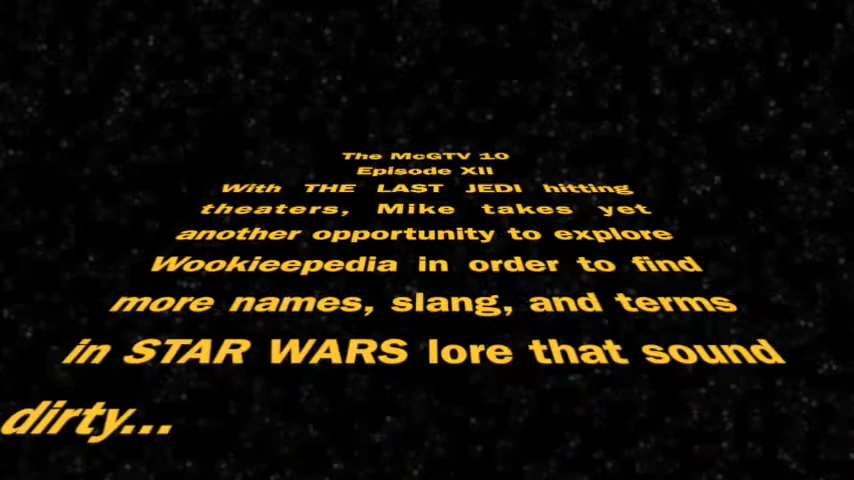 The McGTV 10
Episode XII
With THE LAST JEDI hitting
theaters, Mike takes yet
another opportunity to explore
Wookieepedia in order to find
more names, slang, and terms
in STAR WARS lore that sound
dirty...